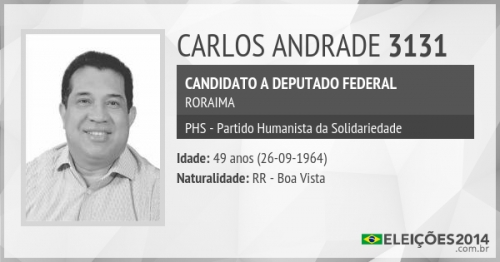 CARLOS ANDRADE 3131
CANDIDATO A DEPUTADO FEDERAL
RORAIMA
PHS - Partido Humanista da Solidariedade
Idade: 49 anos (26-09-1964)
Naturalidade: RR - Boa Vista
ELEIÇÕES2014
.com.br